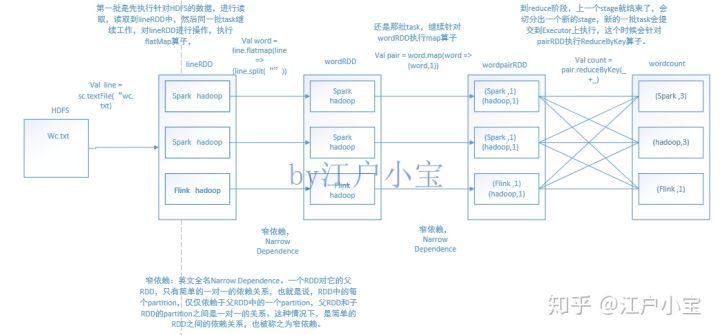 第一批是先执行针对HDFS的数据，进行读
取，读取到lineRDD中，然后同一批task继
续工作，对lineRDD进行操作，执行
flatMap算子，
还是那批task，继续针对
wordRDD执行map算子
到reduce阶段，上一个stage就结束了，会
切分出一个新的stage，新的一批task会提
交到Executor上执行，这个时候会针对
pairRDD执行ReduceByKey算子。
Val line =
sc.textFile(“wc.
txt)
HDFS
Wc.txt
lineRDD
Spark hadoop
Spark hadoop
Flink hadoop
Val word =
line.flatmap(line
=>
(line.split(“ ”))
wordRDD
Spark
hadoop
Spark
hadoop
Flink
hadoop
Val pair = word.map(word =>
(word,1))
wordpairRDD
(Spark ,1)
(hadoop,1)
(Spark ,1)
(hadoop,1)
(Flink ,1)
(hadoop,1)
Val count =
pair.reduceByKey(_
+_)
wordcount
(Spark ,3)
(hadoop,3)
(Flink ,1)
窄依赖，
Narrow
Dependence
窄依赖，
Narrow
Dependence
by江户小宝
窄依赖：英文全名Narrow Dependence，一个RDD对它的父
RDD，只有简单的一对一的依赖关系，也就是说，RDD中的每
个partition，仅仅依赖于父RDD中的一个partition，父RDD和子
RDD的partition之间是一对一的关系，这种情况下，是简单的
RDD之间的依赖关系，也被称之为窄依赖。
知乎 @江户小宝